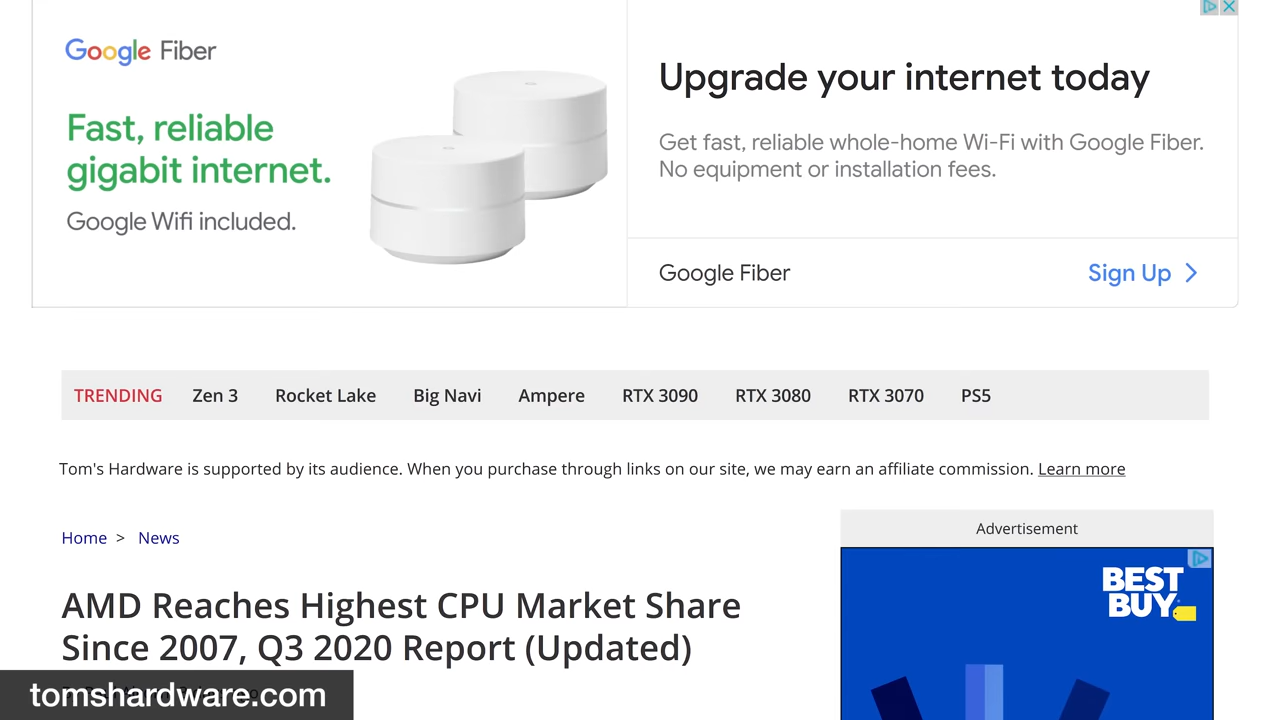 Google Fiber
Fast, reliable
gigabit internet.
Google Wifi included.
Upgrade your internet today
Get fast, reliable whole-home Wi-Fi with Google Fiber.
No equipment or installation fees.
Google Fiber
Sign Up
TRENDING Zen 3 Rocket Lake Big Navi Ampere RTX 3090 RTX 3080 RTX 3070 PS5
Tom's Hardware is supported by its audience. When you purchase through links on our site, we may earn an affiliate commission. Learn more
Home > News
Advertisement
BEST
BUY
AMD Reaches Highest CPU Market Share
Since 2007, Q3 2020 Report (Updated)
tomshardware.com